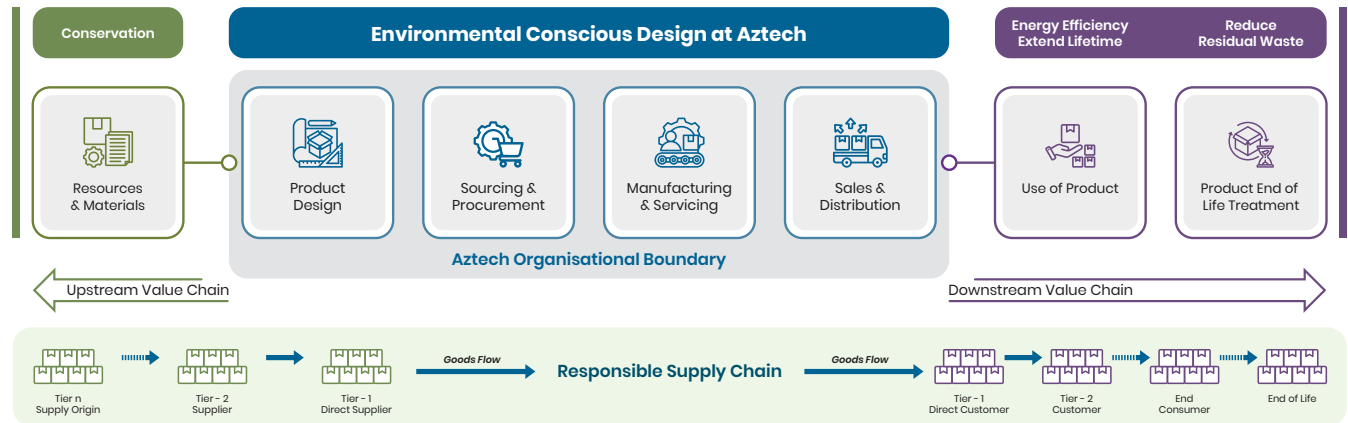 Conservation
Environmental Conscious Design at Aztech
Energy Efficiency
Extend Lifetime
Reduce
Residual Waste
Resources
& Materials
Product
Design
Sourcing &
Procurement
Manufacturing
& Servicing
Sales &
Distribution
Use of Product
Product End of
Life Treatment
Aztech Organisational Boundary
Upstream Value Chain
Downstream Value Chain
Tier n
Supply Origin
Tier - 2
Supplier
Tier - 1
Direct Supplier
Goods Flow
Responsible Supply Chain
Goods Flow
Tier - 1
Direct Customer
Tier - 2
Customer
End
Consumer
End of Life